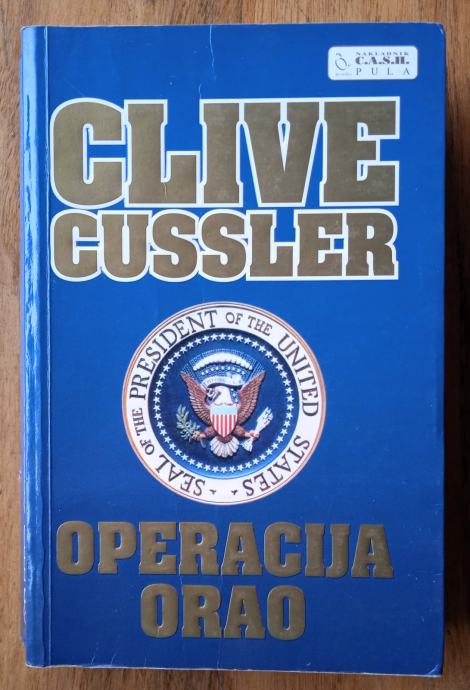 NAKLADNIK
C.A.S.H.
PULA
CLIVE
CUSSLER
SEAL OF THE PRESIDENT OF THE UNITED STATES
OPERACIJA
ORAO